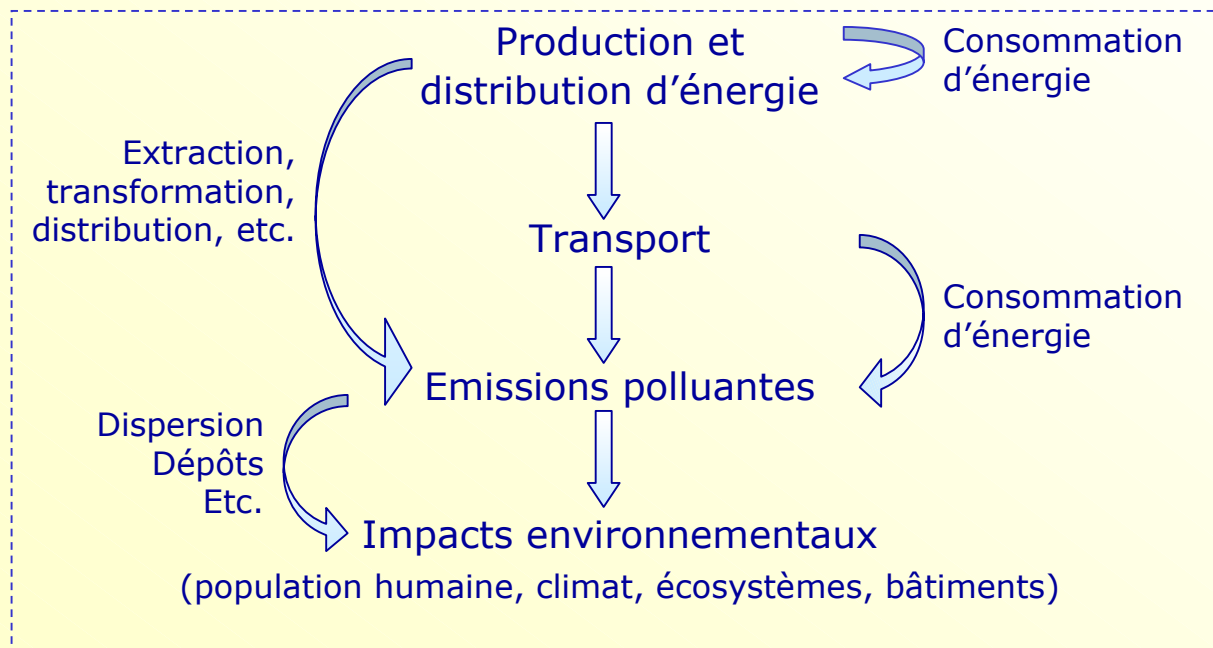 Production et
distribution d’énergie
Consommation
d’énergie
Extraction,
transformation,
distribution, etc.
Transport
Consommation
d’énergie
Emissions polluantes
Dispersion
Dépôts
Etc.
Impacts environnementaux
(population humaine, climat, écosystèmes, bâtiments)